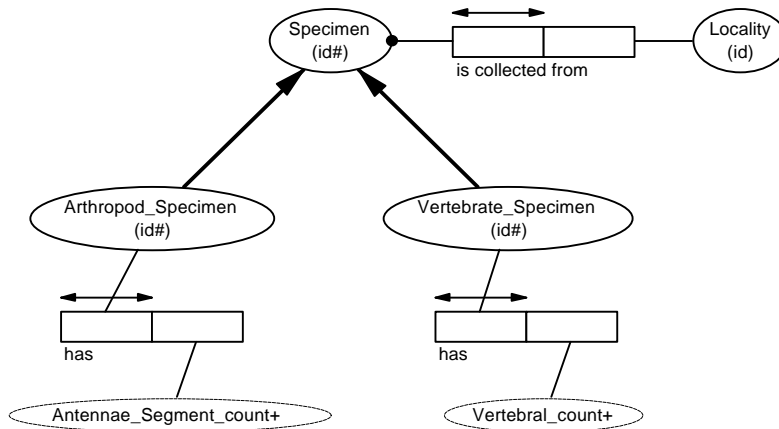 Specimen
(id#)
Locality
(id)
is collected from
Arthropod_Specimen
(id#)
Vertebrate_Specimen
(id#)
has
has
Antennae_Segment_count+
Vertebral_count+